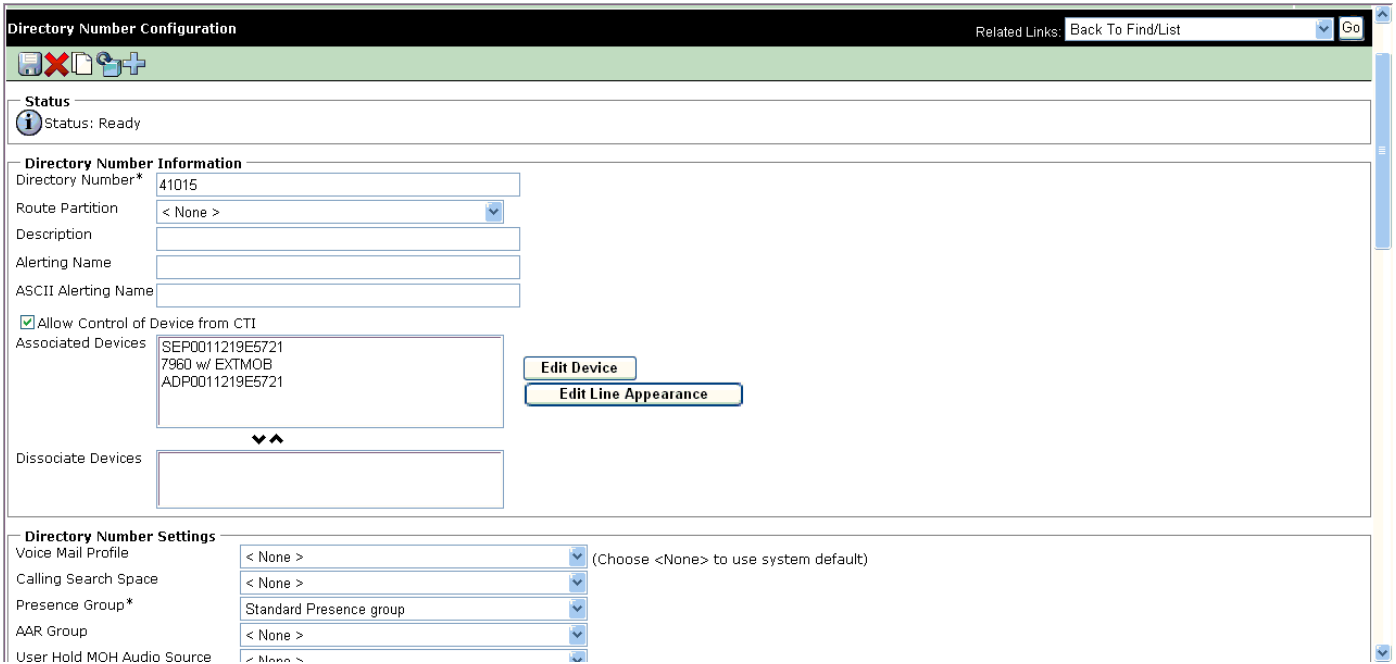 Directory Number Configuration
Related Links: Back To Find/List Go
Status
Status: Ready
Directory Number Information
Directory Number* 41015
Route Partition < None >
Description
Alerting Name
ASCII Alerting Name
Allow Control of Device from CTI
Associated Devices
SEP0011219E5721
7960 w/ EXTMOB
ADP0011219E5721
Edit Device
Edit Line Appearance
Dissociate Devices
Directory Number Settings
Voice Mail Profile < None > (Choose <None> to use system default)
Calling Search Space < None >
Presence Group* Standard Presence group
AAR Group < None >
User Hold MOH Audio Source < None >